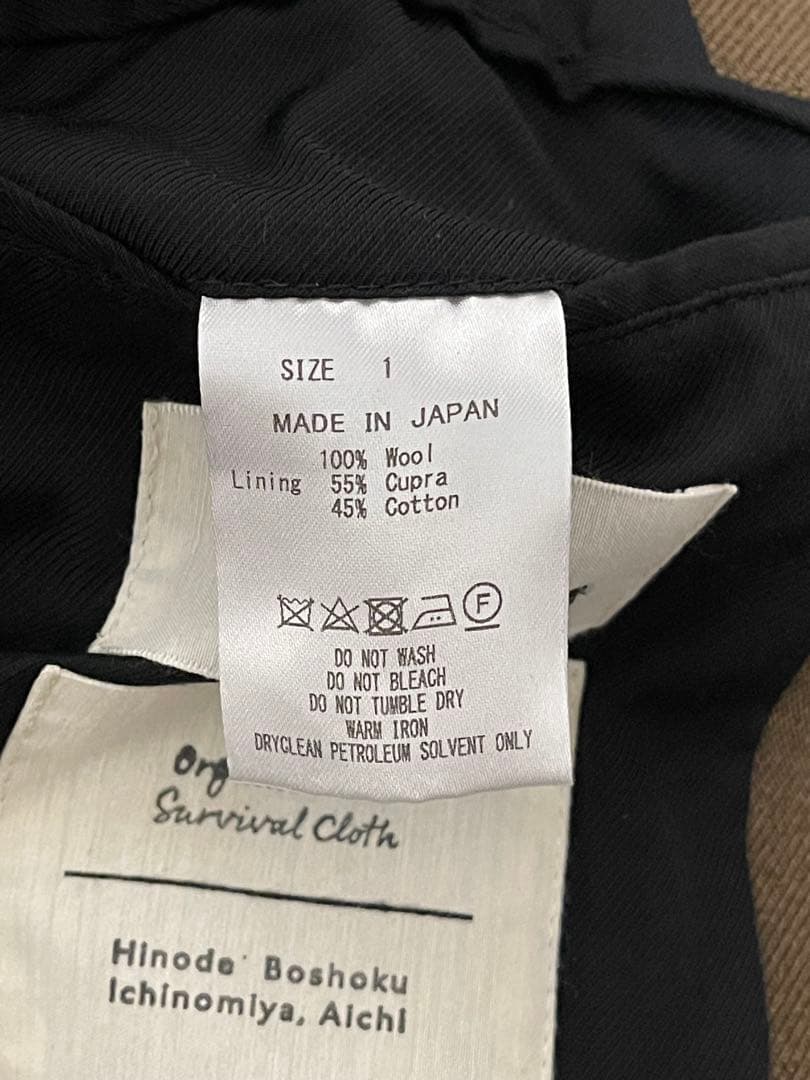 SIZE 1
MADE IN JAPAN
100% Wool
Lining 55% Cupra
45% Cotton
F
DO NOT WASH
DO NOT BLEACH
DO NOT TUMBLE DRY
WARM IRON
DRYCLEAN PETROLEUM SOLVENT ONLY
Survival Cloth
Hinode Boshoku
Ichinomiya, Aichi